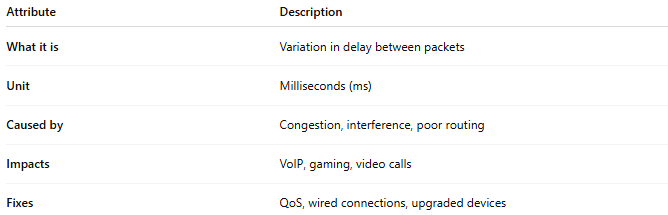 Attribute Description
What it is Variation in delay between packets
Unit Milliseconds (ms)
Caused by Congestion, interference, poor routing
Impacts VoIP, gaming, video calls
Fixes QoS, wired connections, upgraded devices